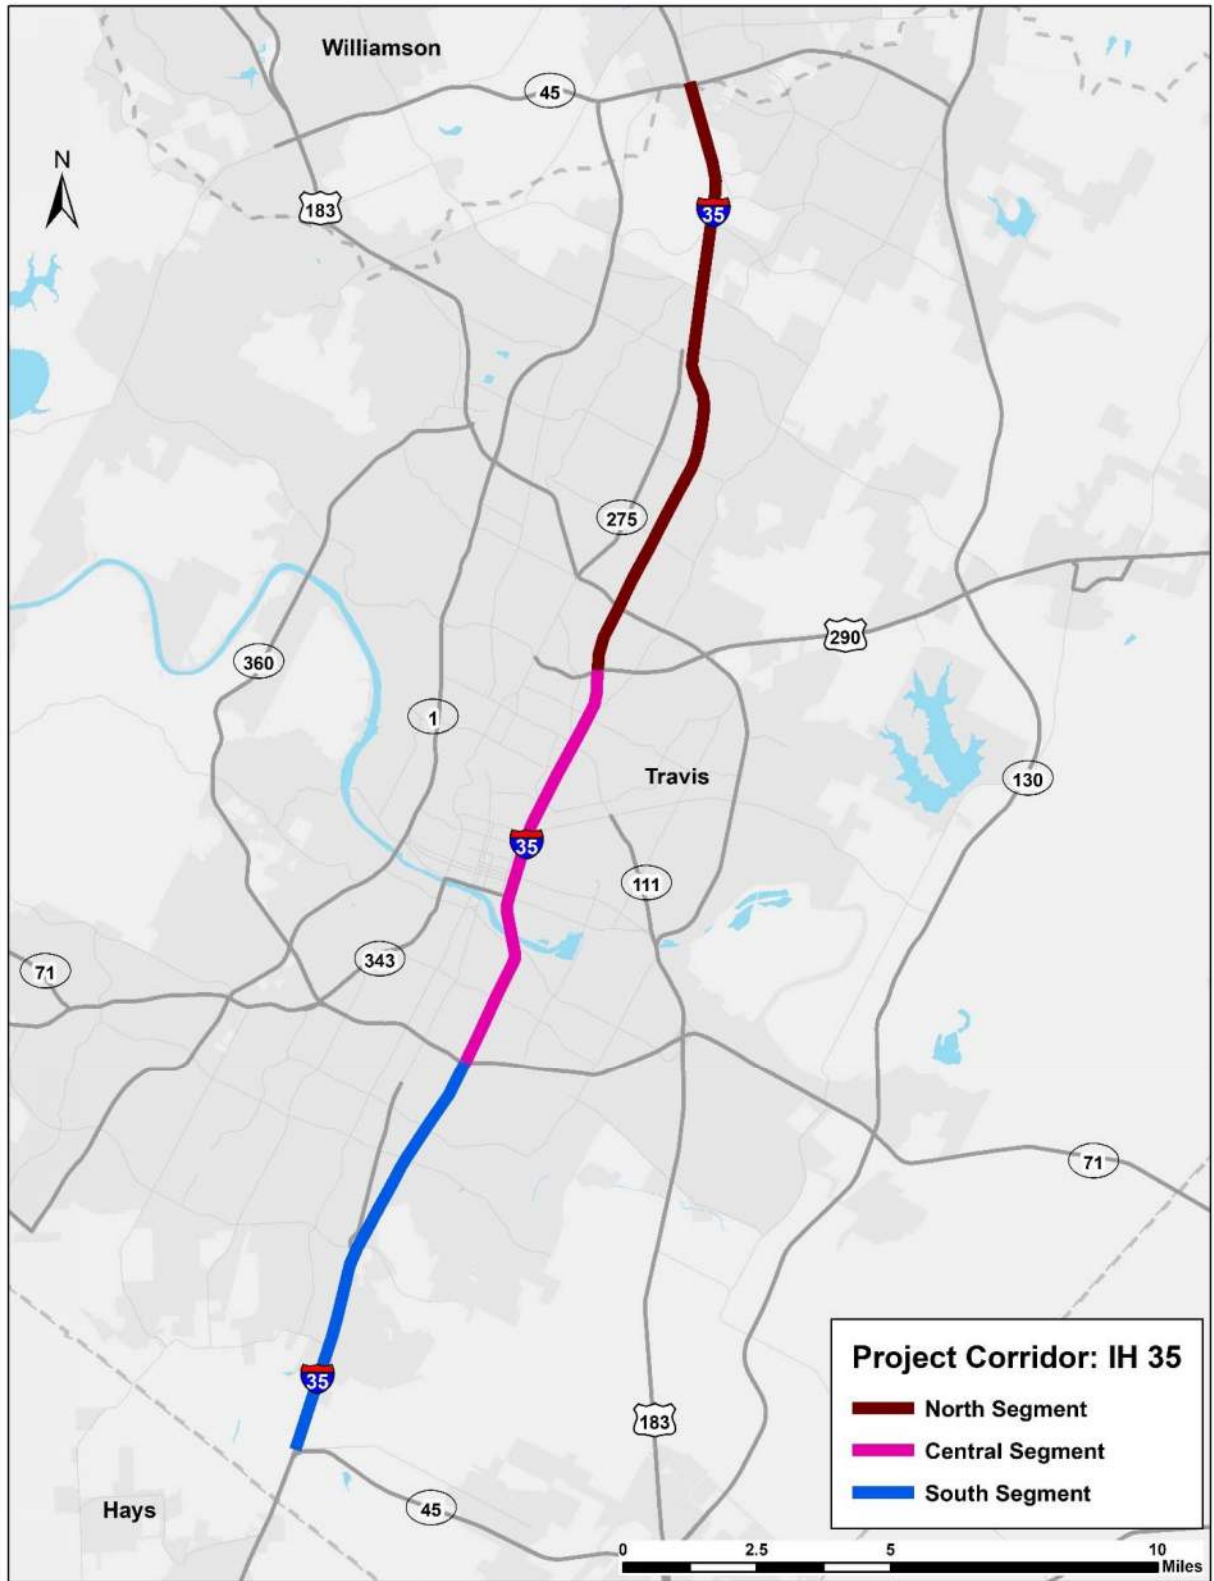 Williamson
45
N
183
35
275
290
360
1
Travis
130
35
111
343
71
71
35
183
Hays
45
Project Corridor: IH 35
North Segment
Central Segment
South Segment
0 2.5 5 10
Miles